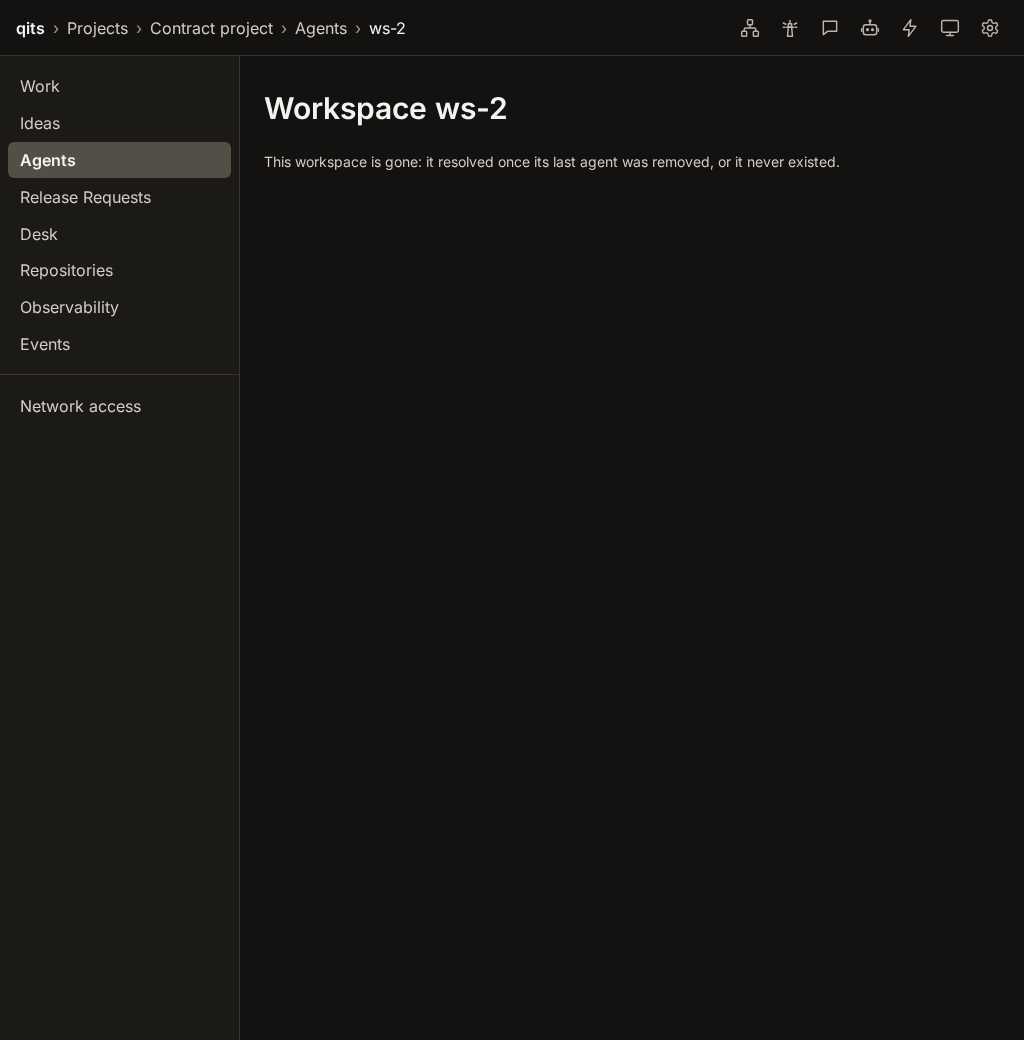 qits › Projects › Contract project › Agents › ws-2
Work
Ideas
Agents
Release Requests
Desk
Repositories
Observability
Events
Network access
Workspace ws-2
This workspace is gone: it resolved once its last agent was removed, or it never existed.